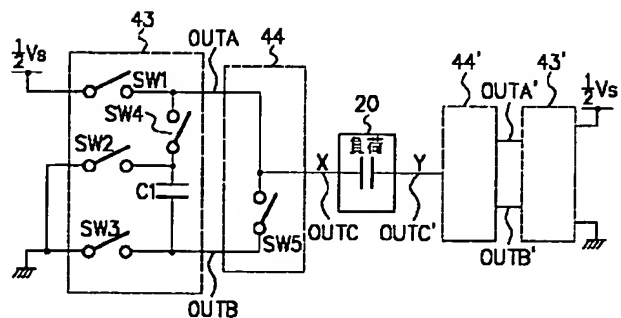 43
OUTA
44
½Vs
SW1
SW4
SW2
C1
SW3
SW5
OUTB
20
負荷
X
Y
OUTC
OUTC'
44'
43'
OUTA'
½Vs
OUTB'